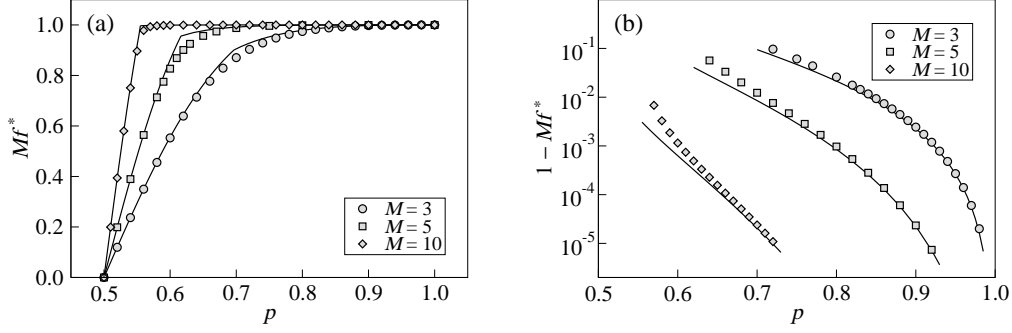 (a)
Mf*
1.0
0.8
0.6
0.4
0.2
0.0
M = 3
M = 5
M = 10
0.5 0.6 0.7 0.8 0.9 1.0
p
(b)
1 − Mf*
10⁻¹
10⁻²
10⁻³
10⁻⁴
10⁻⁵
M = 3
M = 5
M = 10
0.5 0.6 0.7 0.8 0.9 1.0
p